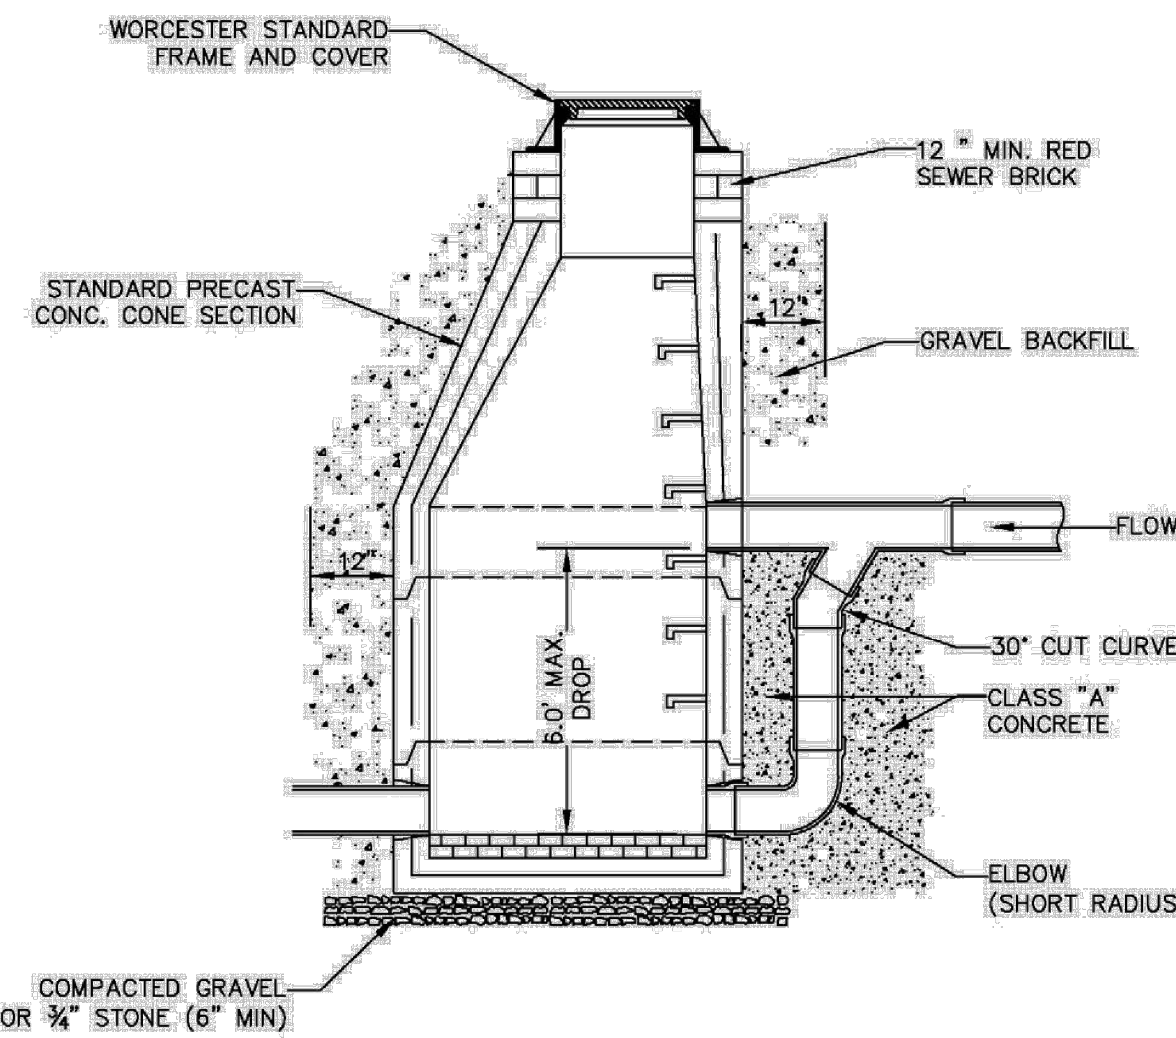 WORCESTER STANDARD
FRAME AND COVER
12 " MIN. RED
SEWER BRICK
STANDARD PRECAST
CONC. CONE SECTION
12"
GRAVEL BACKFILL
FLOW
12"
30° CUT CURVE
6.0' MAX.
DROP
CLASS "A"
CONCRETE
ELBOW
(SHORT RADIUS
COMPACTED GRAVEL
OR ¾" STONE (6" MIN)